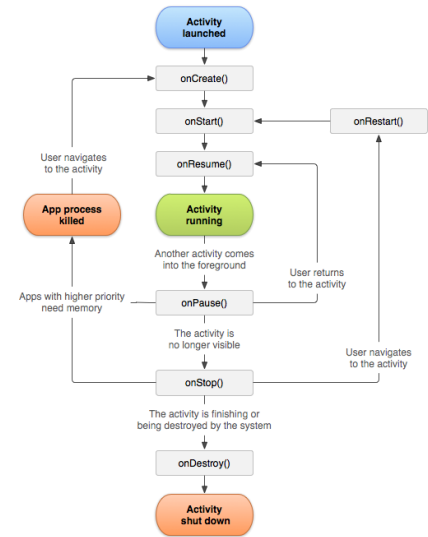 Activity
launched
onCreate()
onStart()
onRestart()
onResume()
User navigates
to the activity
App process
killed
Activity
running
Another activity comes
into the foreground
User returns
to the activity
Apps with higher priority
need memory
onPause()
The activity is
no longer visible
User navigates
to the activity
onStop()
The activity is finishing or
being destroyed by the system
onDestroy()
Activity
shut down